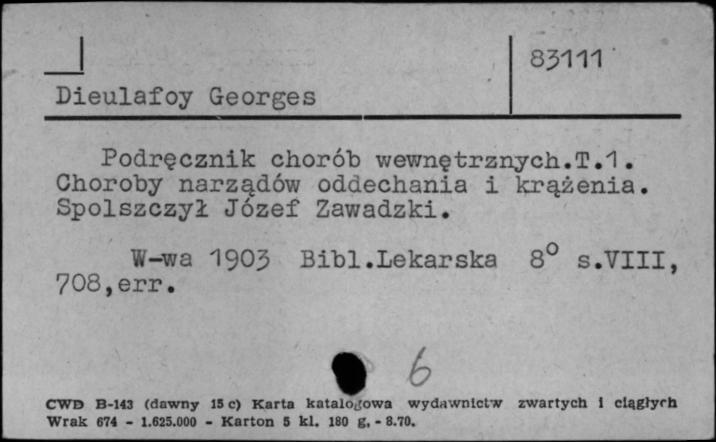 83111
Dieulafoy Georges
Podręcznik chorób wewnętrznych.T.1.
Choroby narządów oddechania i krążenia.
Spolszczył Józef Zawadzki.
W-wa 1903 Bibl.Lekarska 8° s.VIII,
708,err.
6
CWD B-143 (dawny 15 c) Karta katalogowa wydawnictw zwartych i ciągłych
Wrak 674 - 1.625.000 - Karton 5 kl. 180 g. - 8.70.